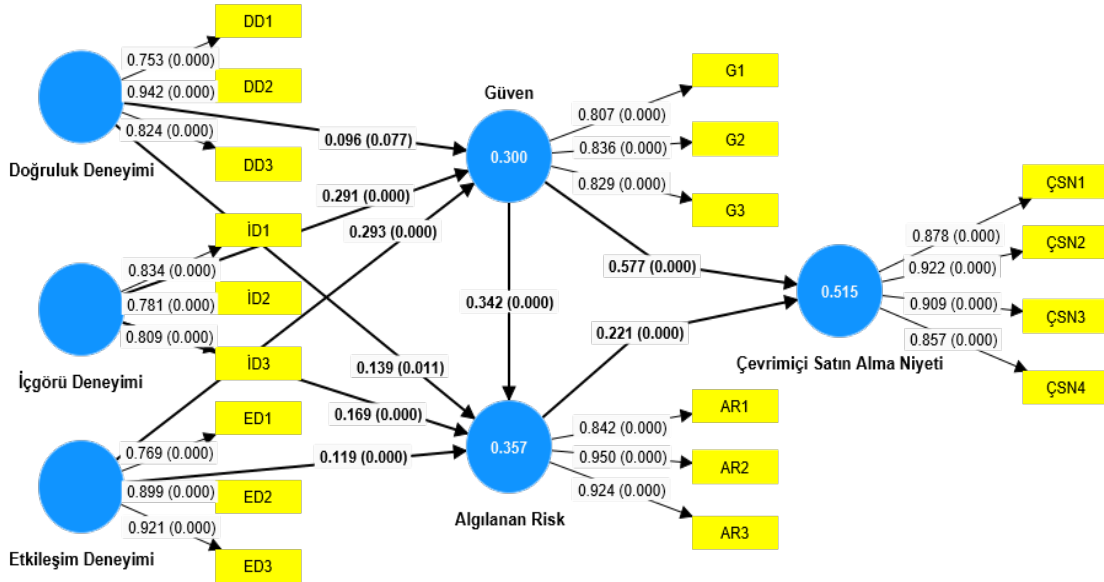 DD1
0.753 (0.000)
0.942 (0.000)
DD2
0.824 (0.000)
DD3
Doğruluk Deneyimi
0.096 (0.077)
Güven
0.300
0.807 (0.000)
G1
0.836 (0.000)
G2
0.829 (0.000)
G3
0.291 (0.000)
0.293 (0.000)
İD1
0.834 (0.000)
0.781 (0.000)
İD2
0.809 (0.000)
İD3
İçgörü Deneyimi
0.342 (0.000)
0.577 (0.000)
0.221 (0.000)
0.515
Çevrimiçi Satın Alma Niyeti
0.878 (0.000)
ÇSN1
0.922 (0.000)
ÇSN2
0.909 (0.000)
ÇSN3
0.857 (0.000)
ÇSN4
0.139 (0.011)
0.169 (0.000)
0.119 (0.000)
ED1
0.769 (0.000)
0.899 (0.000)
ED2
0.921 (0.000)
ED3
Etkileşim Deneyimi
0.357
Algılanan Risk
0.842 (0.000)
AR1
0.950 (0.000)
AR2
0.924 (0.000)
AR3